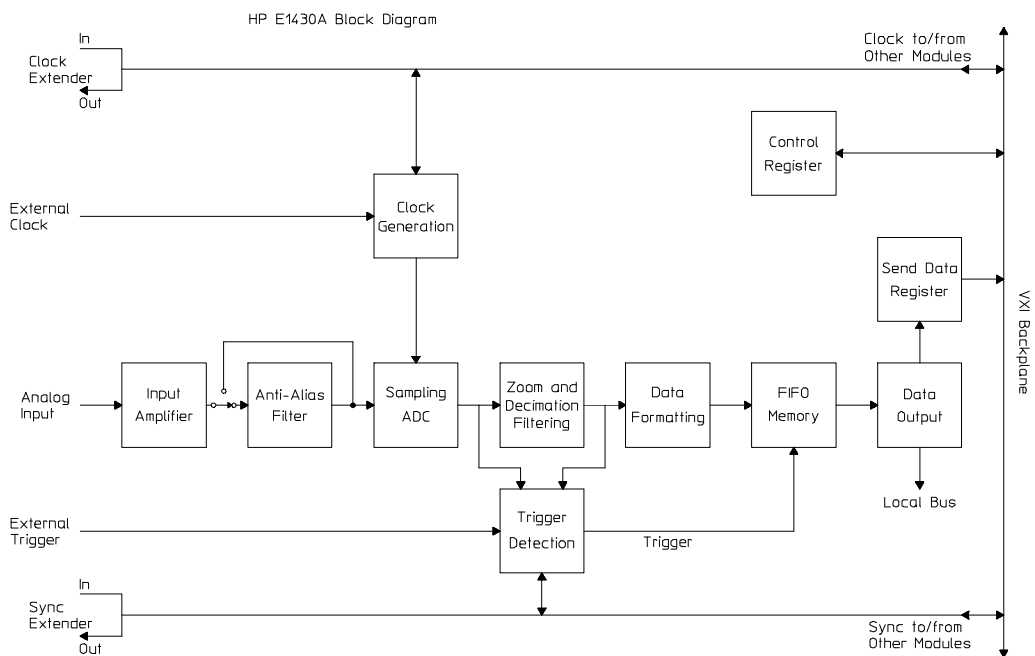 HP E1430A Block Diagram
In
Clock
Extender
Out
Clock to/from
Other Modules
Control
Register
External
Clock
Clock
Generation
Send Data
Register
VXI Backplane
Analog
Input
Input
Amplifier
Anti-Alias
Filter
Sampling
ADC
Zoom and
Decimation
Filtering
Data
Formatting
FIFO
Memory
Data
Output
Local Bus
External
Trigger
Trigger
Detection
Trigger
In
Sync
Extender
Out
Sync to/from
Other Modules